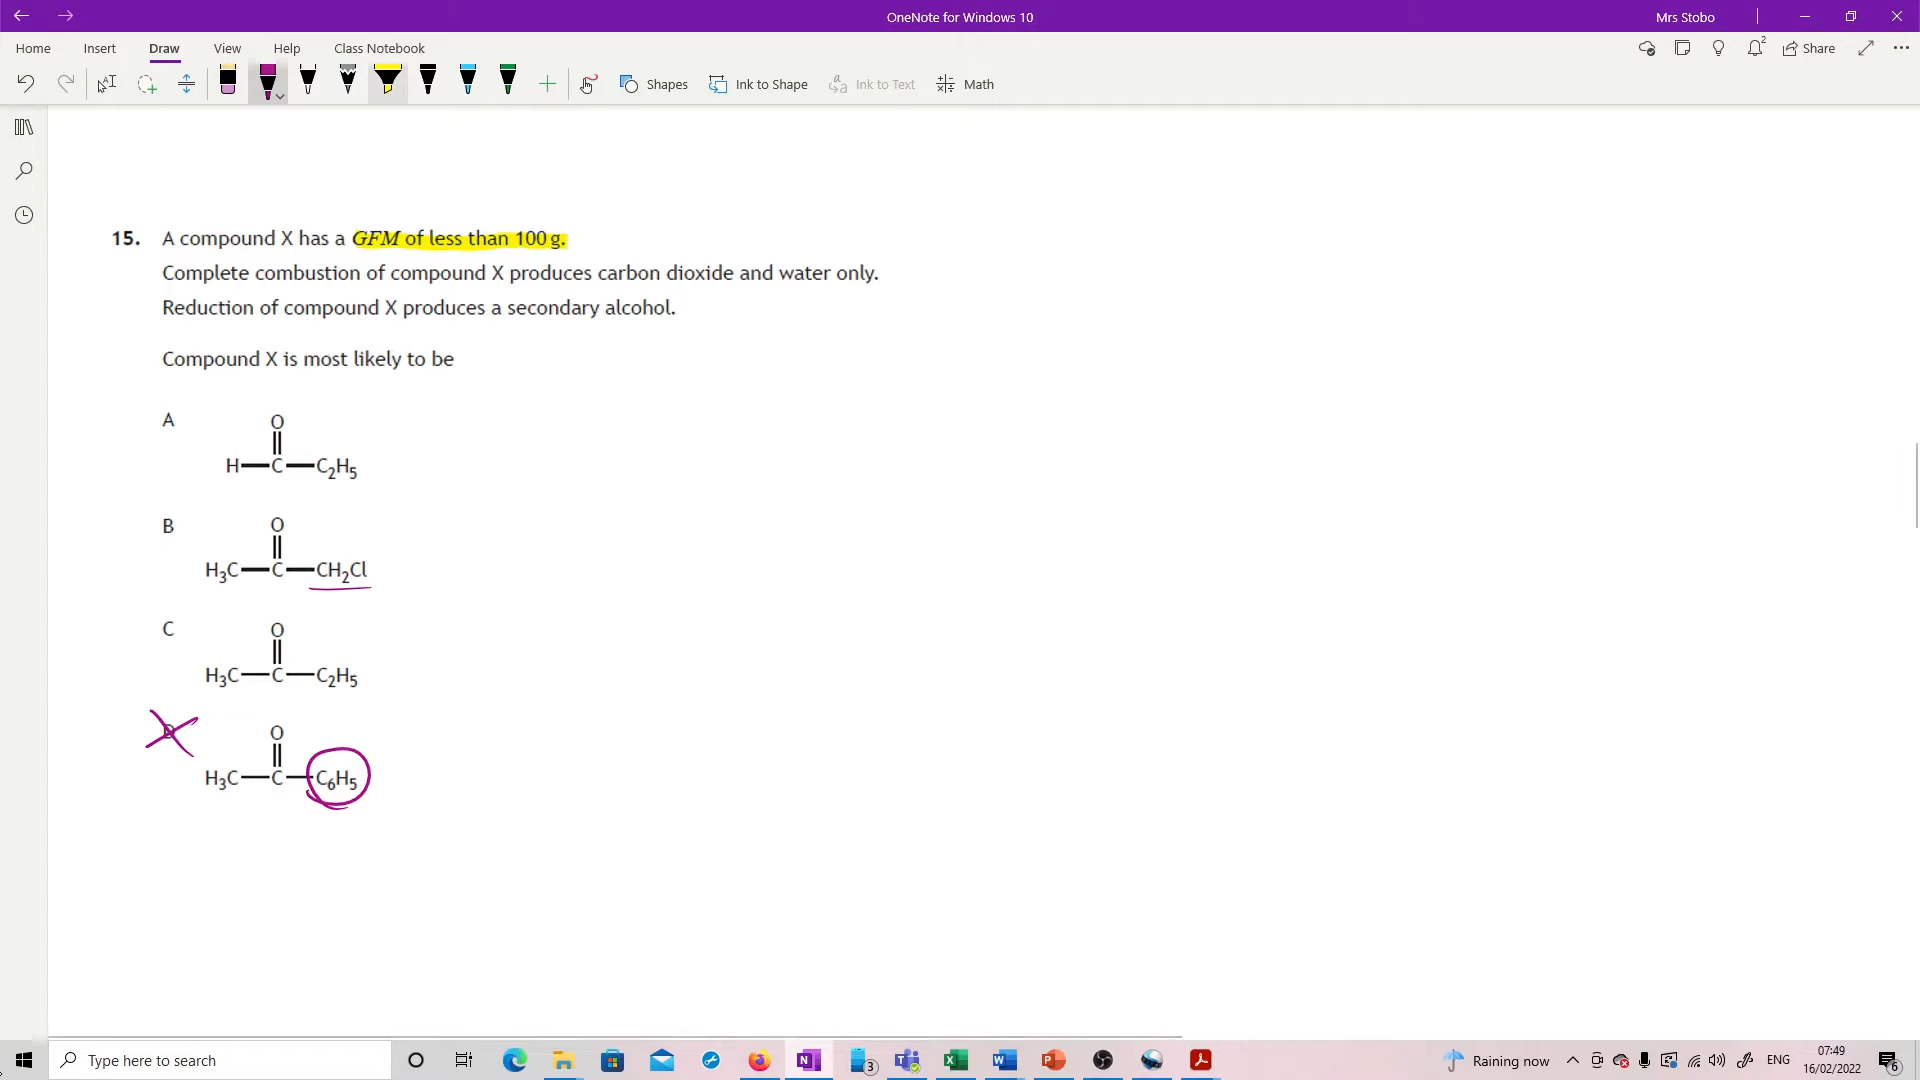 OneNote for Windows 10
Mrs Stobo
Home Insert Draw View Help Class Notebook
2
Share
Shapes
Ink to Shape
Ink to Text
Math
15. A compound X has a GFM of less than 100 g.
Complete combustion of compound X produces carbon dioxide and water only.
Reduction of compound X produces a secondary alcohol.
Compound X is most likely to be
A
O
H—C—C₂H₅
B
O
H₃C—C—CH₂Cl
C
O
H₃C—C—C₂H₅
D
O
H₃C—C—C₆H₅
Type here to search
3
Raining now
ENG
07:49
16/02/2022
6